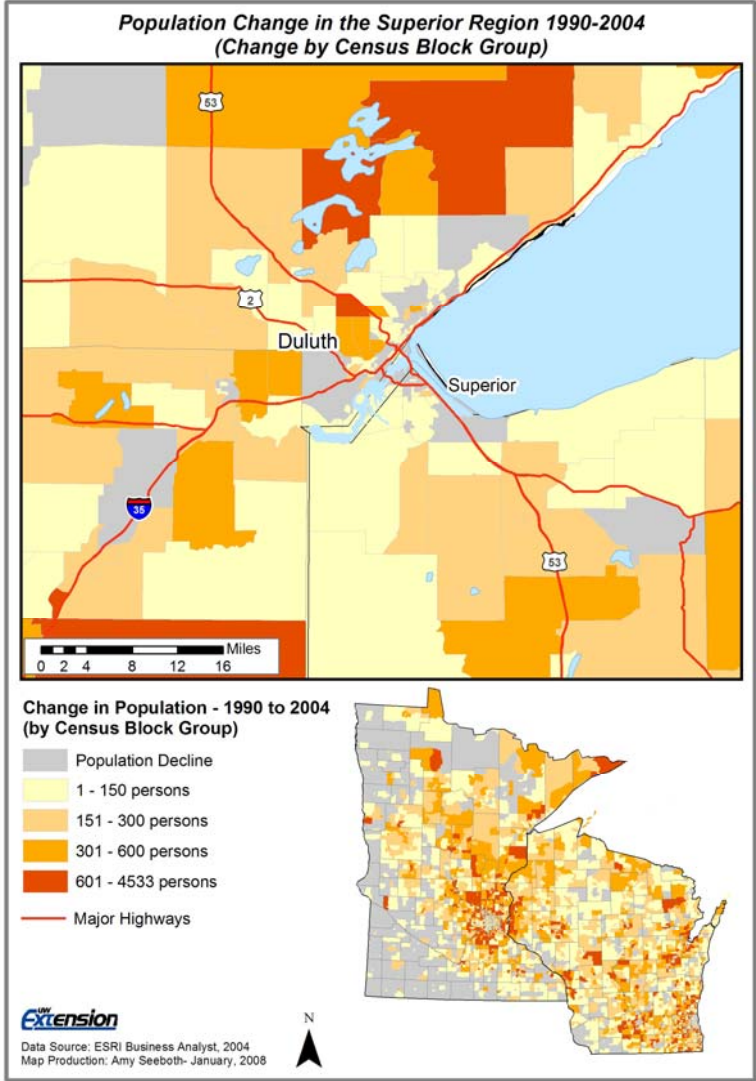 Population Change in the Superior Region 1990-2004
(Change by Census Block Group)
53
2
Duluth
Superior
35
53
Miles
0 2 4 8 12 16
Change in Population - 1990 to 2004
(by Census Block Group)
Population Decline
1 - 150 persons
151 - 300 persons
301 - 600 persons
601 - 4533 persons
Major Highways
UW
Extension
N
Data Source: ESRI Business Analyst, 2004
Map Production: Amy Seeboth- January, 2008